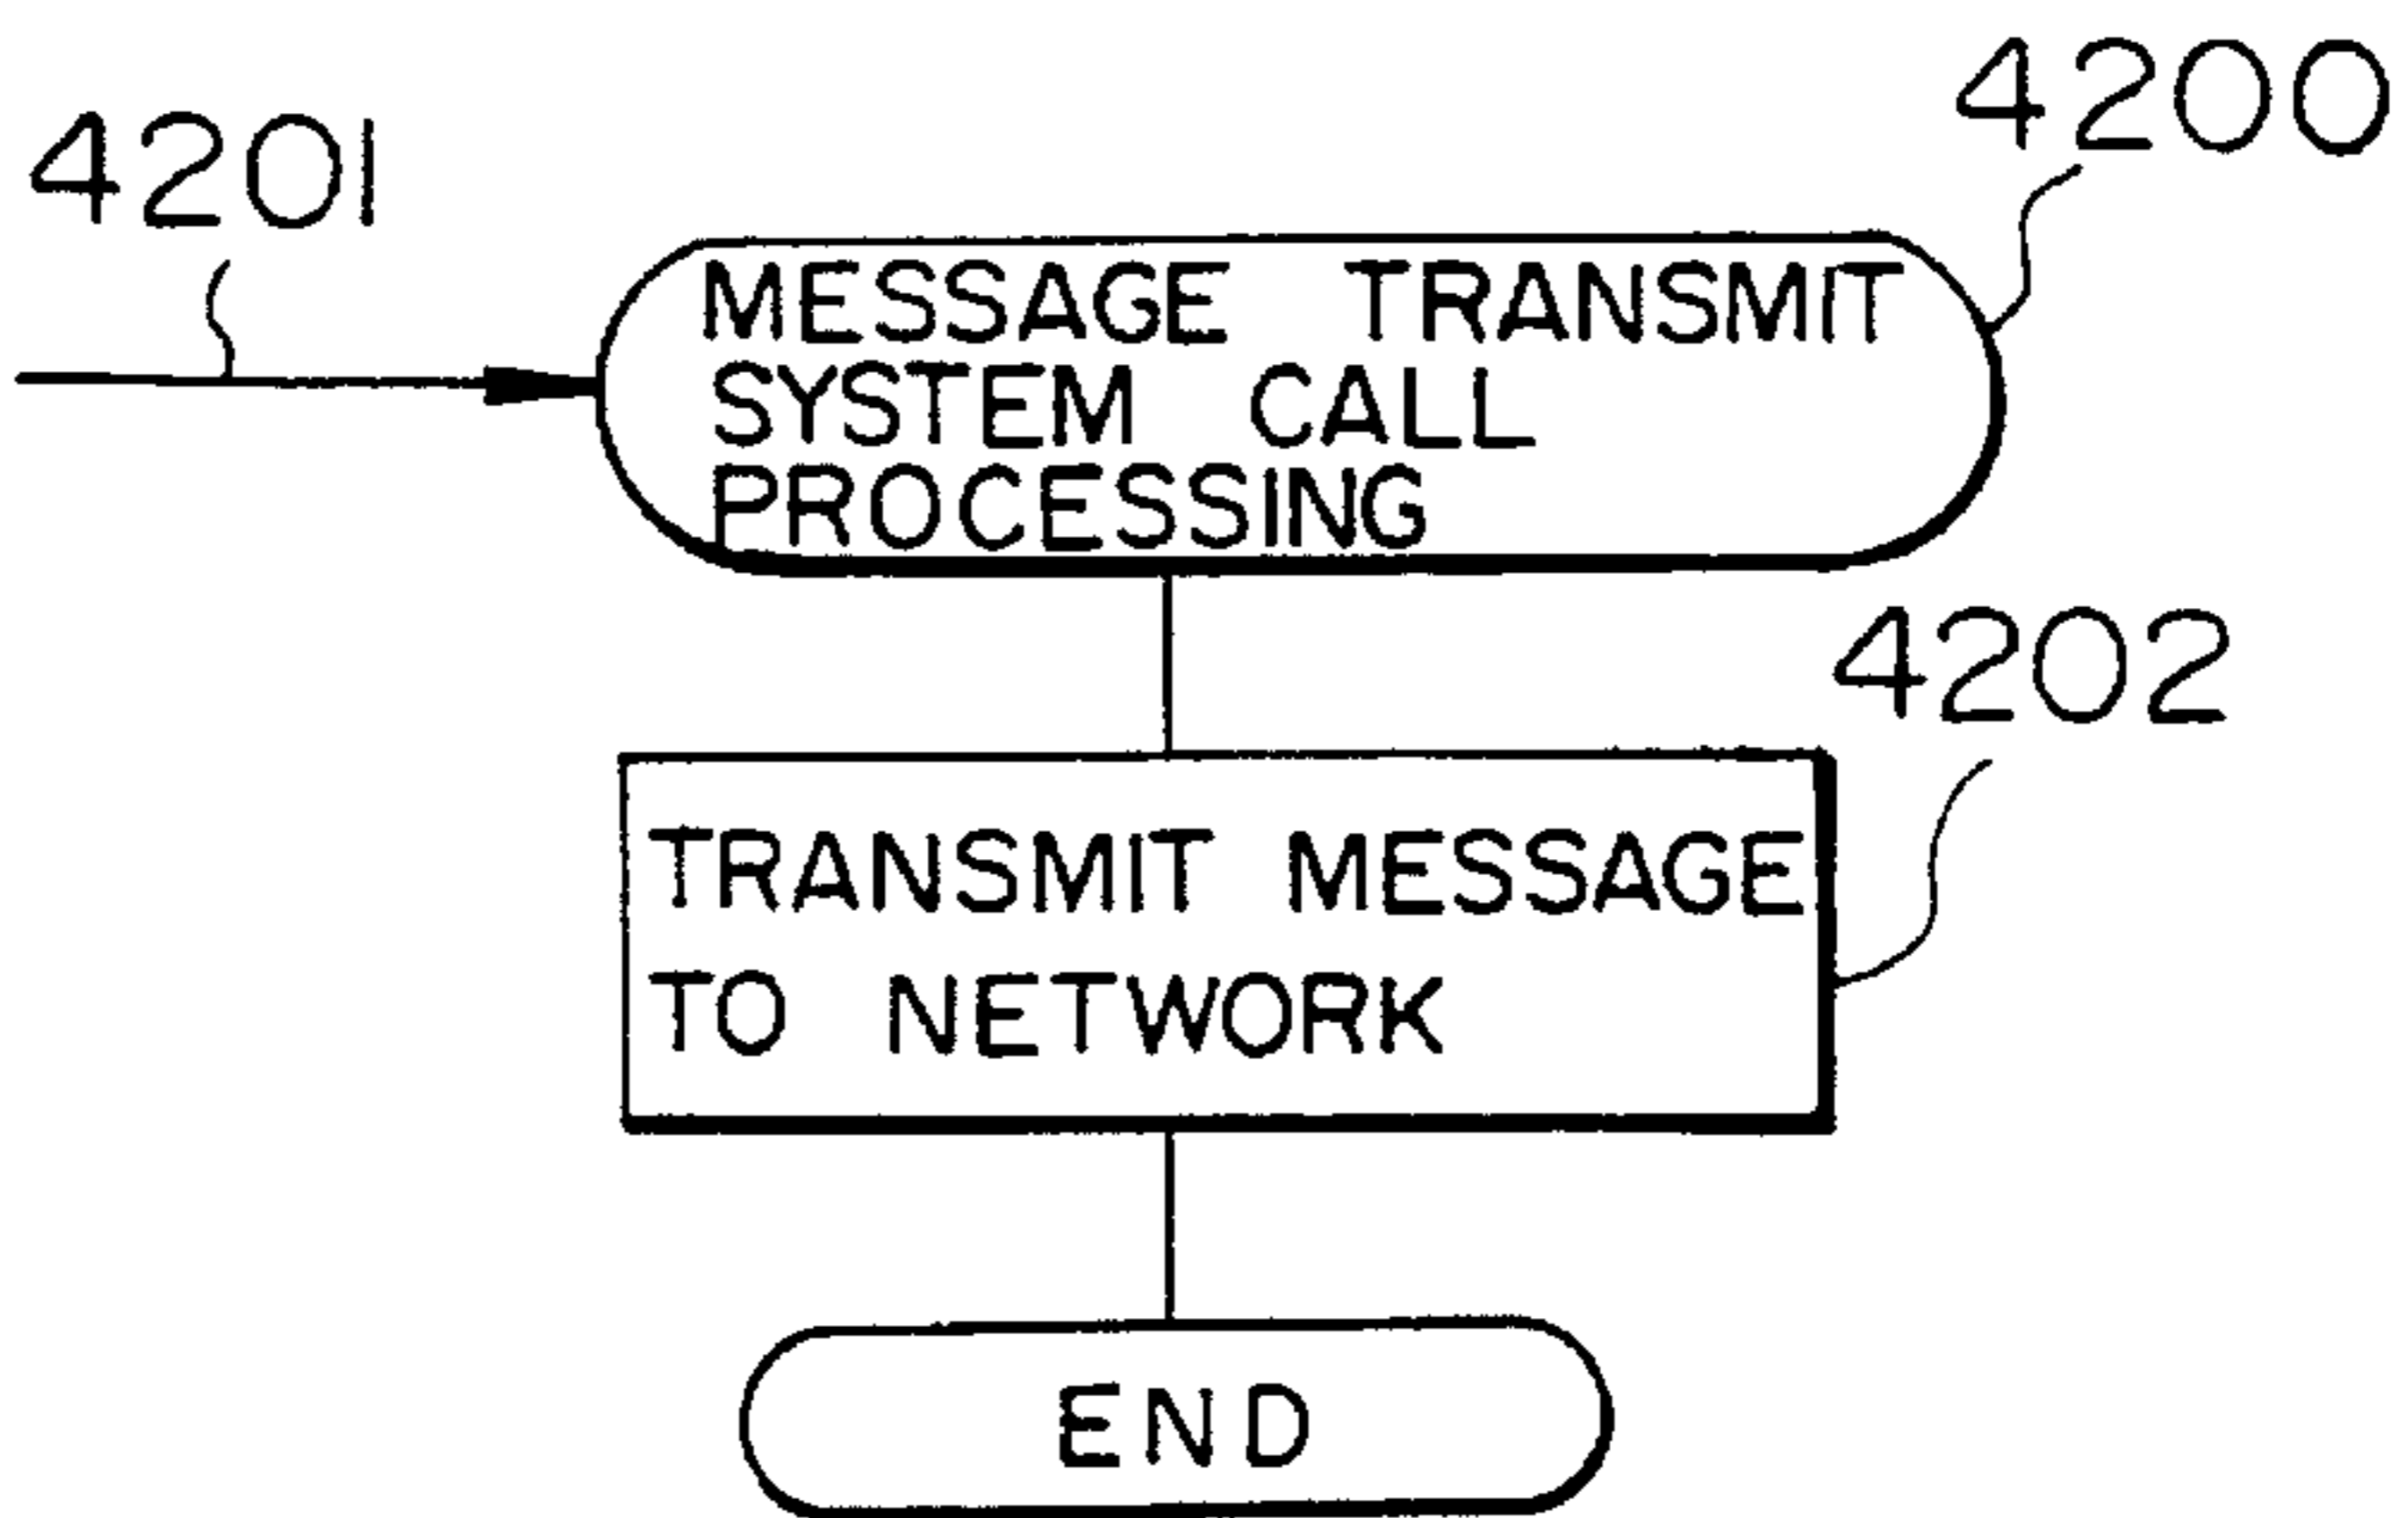 4200
4201
MESSAGE TRANSMIT
SYSTEM CALL
PROCESSING
4202
TRANSMIT MESSAGE
TO NETWORK
END